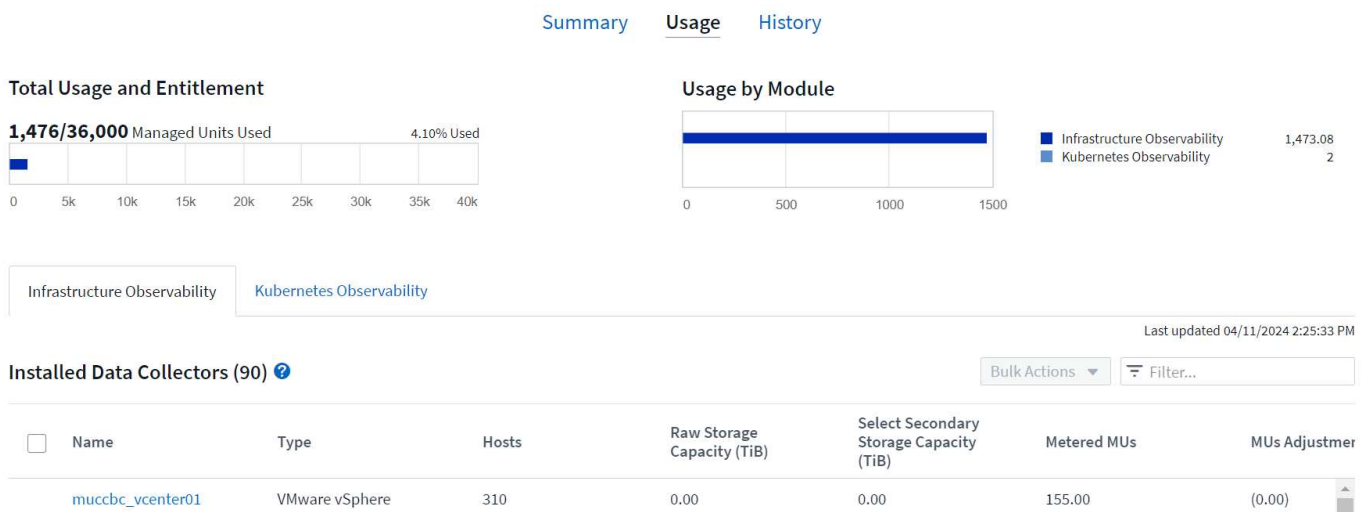 Summary Usage History
Total Usage and Entitlement
1,476/36,000 Managed Units Used 4.10% Used
0 5k 10k 15k 20k 25k 30k 35k 40k
Usage by Module
Infrastructure Observability 1,473.08
Kubernetes Observability 2
0 500 1000 1500
Infrastructure Observability Kubernetes Observability
Last updated 04/11/2024 2:25:33 PM
Installed Data Collectors (90) ? Bulk Actions Filter...
Name Type Hosts Raw Storage Capacity (TiB) Select Secondary Storage Capacity (TiB) Metered MUs MUs Adjustmer
muccbc_vcenter01 VMware vSphere 310 0.00 0.00 155.00 (0.00)